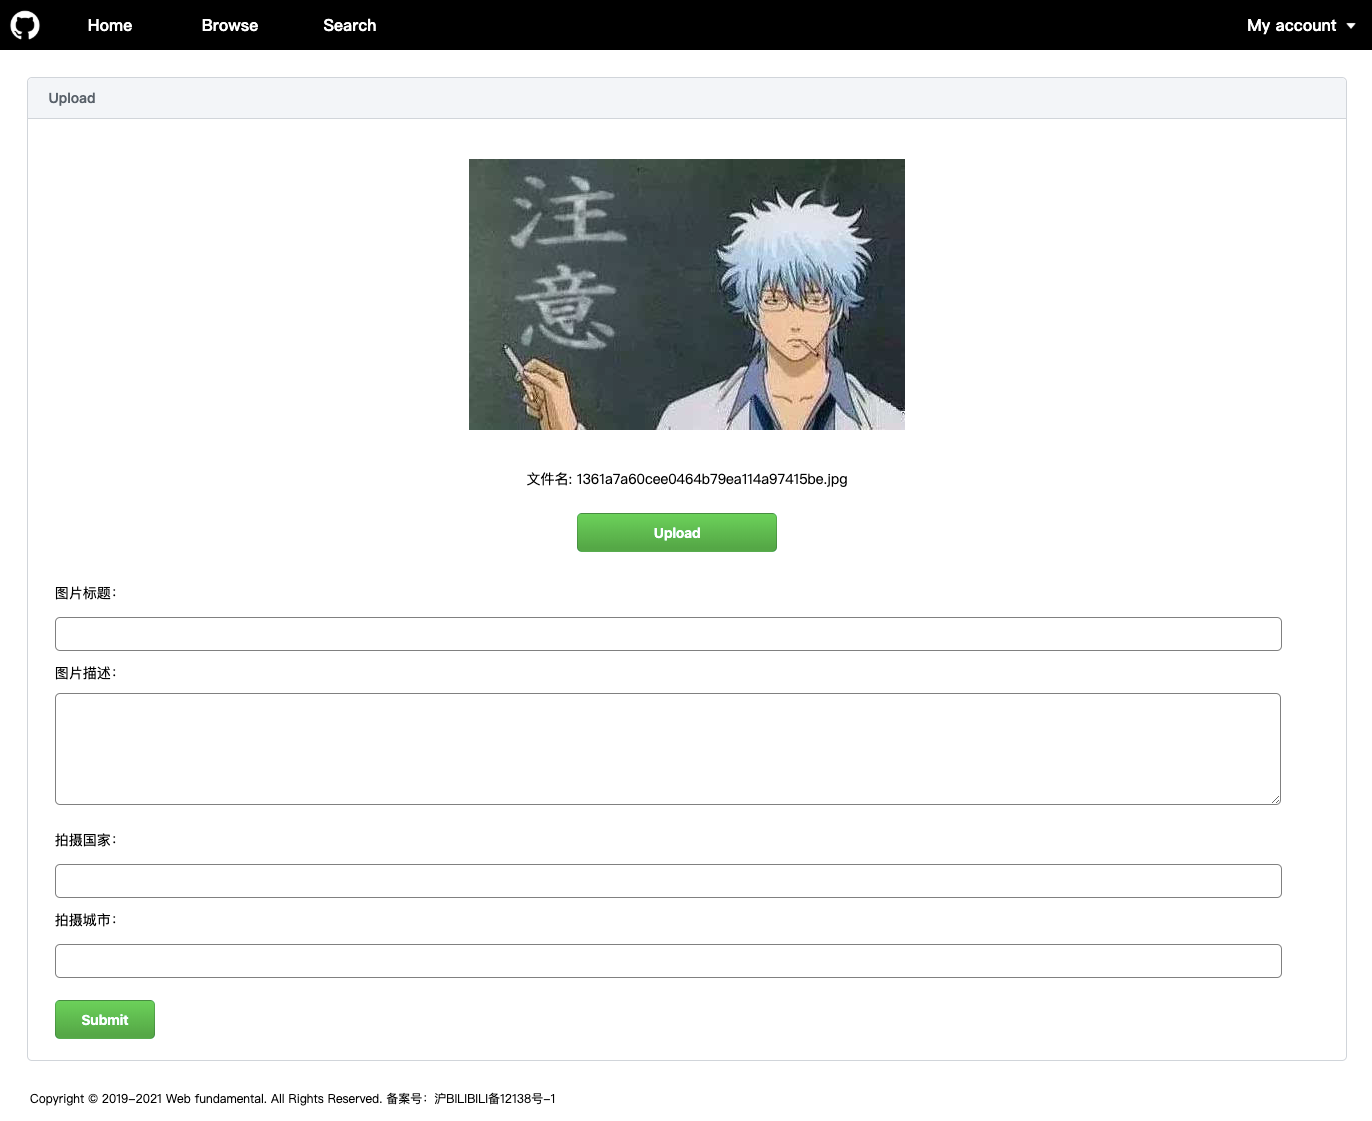 Home Browse Search My account
Upload
注
意
文件名: 1361a7a60cee0464b79ea114a97415be.jpg
Upload
图片标题：
图片描述：
拍摄国家：
拍摄城市：
Submit
Copyright © 2019-2021 Web fundamental. All Rights Reserved. 备案号：沪BILIBILI备12138号-1